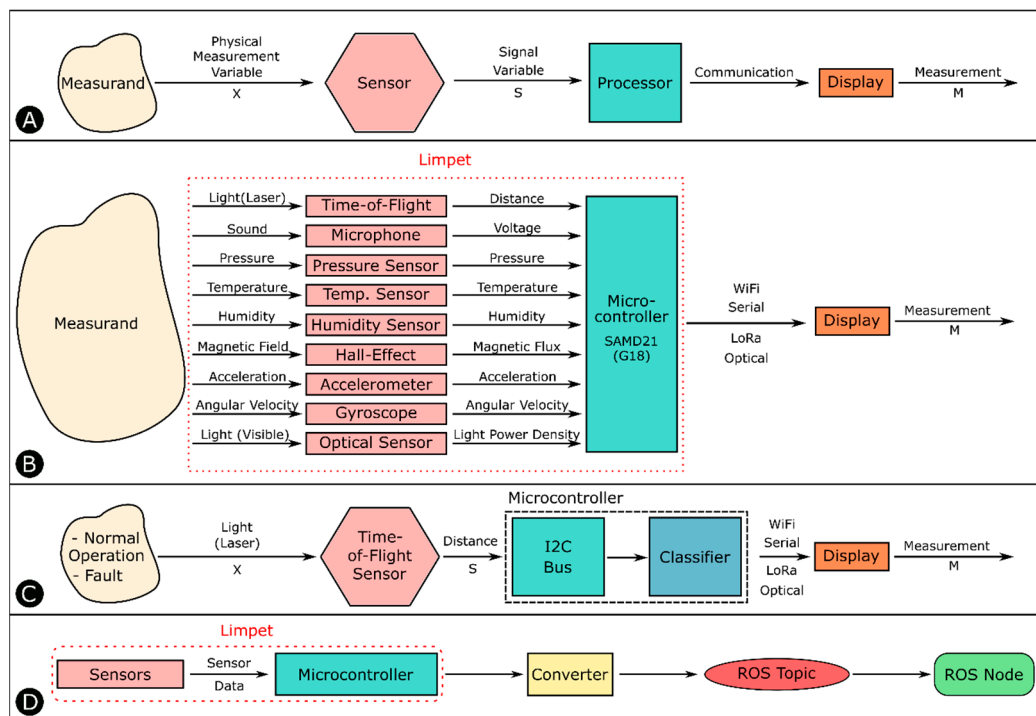 Measurand
Physical
Measurement
Variable
X
Sensor
Signal
Variable
S
Processor
Communication
Display
Measurement
M
A
Limpet
Measurand
Light(Laser)
Time-of-Flight
Distance
Sound
Microphone
Voltage
Pressure
Pressure Sensor
Pressure
Temperature
Temp. Sensor
Temperature
Humidity
Humidity Sensor
Humidity
Magnetic Field
Hall-Effect
Magnetic Flux
Acceleration
Accelerometer
Acceleration
Angular Velocity
Gyroscope
Angular Velocity
Light (Visible)
Optical Sensor
Light Power Density
Micro-
controller
SAMD21
(G18)
WiFi
Serial
LoRa
Optical
Display
Measurement
M
B
- Normal
Operation
- Fault
Light
(Laser)
X
Time-
of-Flight
Sensor
Distance
S
Microcontroller
I2C
Bus
Classifier
WiFi
Serial
LoRa
Optical
Display
Measurement
M
C
Limpet
Sensors
Sensor
Data
Microcontroller
Converter
ROS Topic
ROS Node
D